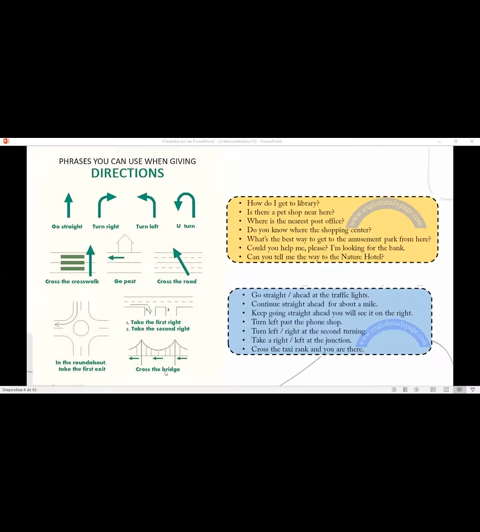 PHRASES YOU CAN USE WHEN GIVING
DIRECTIONS
Go straight
Turn right
Turn left
U turn
Cross the crosswalk
Go past
Cross the road
1. Take the first right
2. Take the second right
In the roundabout,
take the first exit
Cross the bridge
• How do I get to library?
• Is there a pet shop near here?
• Where is the nearest post office?
• Do you know where the shopping center?
• What's the best way to get to the amusement park from here?
• Could you help me, please? I'm looking for the bank.
• Can you tell me the way to the Nature Hotel?
• Go straight / ahead at the traffic lights.
• Continue straight ahead for about a mile.
• Keep going straight ahead you will see it on the right.
• Turn left past the phone shop.
• Turn left / right at the second turning.
• Take a right / left at the junction.
• Cross the taxi rank and you are there.